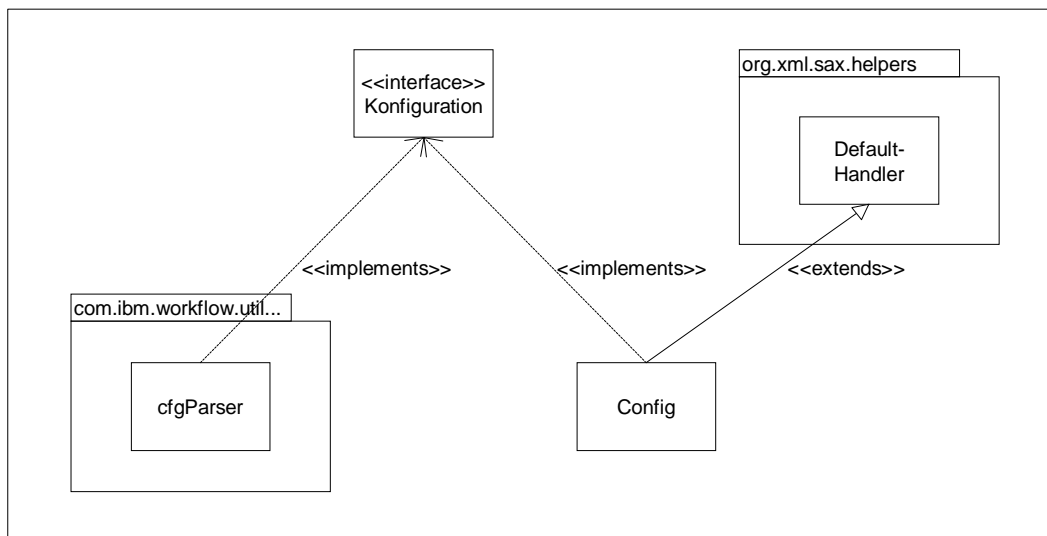 <<interface>>
Konfiguration
org.xml.sax.helpers
Default-
Handler
<<implements>>
<<implements>>
<<extends>>
com.ibm.workflow.util...
cfgParser
Config